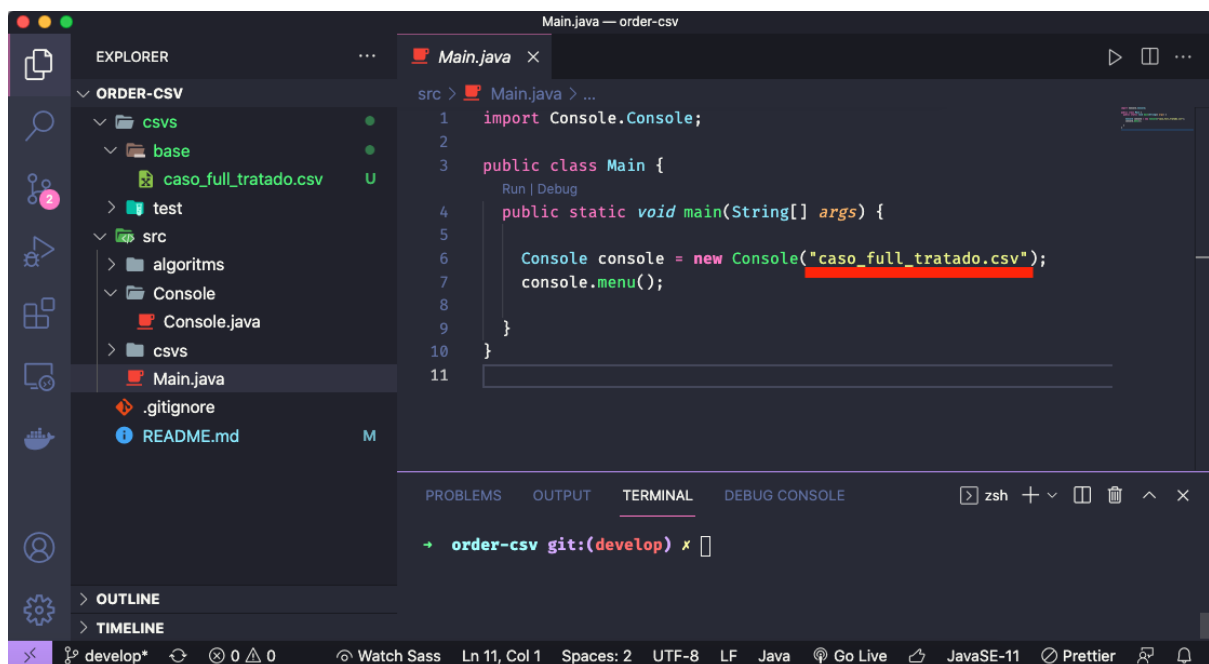 Main.java — order-csv
EXPLORER
ORDER-CSV
csvs
base
caso_full_tratado.csv U
test
src
algoritms
Console
Console.java
csvs
Main.java
.gitignore
README.md M
OUTLINE
TIMELINE
2
Main.java
src > Main.java > ...
1 import Console.Console;
2
3 public class Main {
Run | Debug
4 public static void main(String[] args) {
5
6 Console console = new Console("caso_full_tratado.csv");
7 console.menu();
8
9 }
10 }
11
PROBLEMS OUTPUT TERMINAL DEBUG CONSOLE zsh
→ order-csv git:(develop) ✗
develop* 0 0 Watch Sass Ln 11, Col 1 Spaces: 2 UTF-8 LF Java Go Live JavaSE-11 Prettier